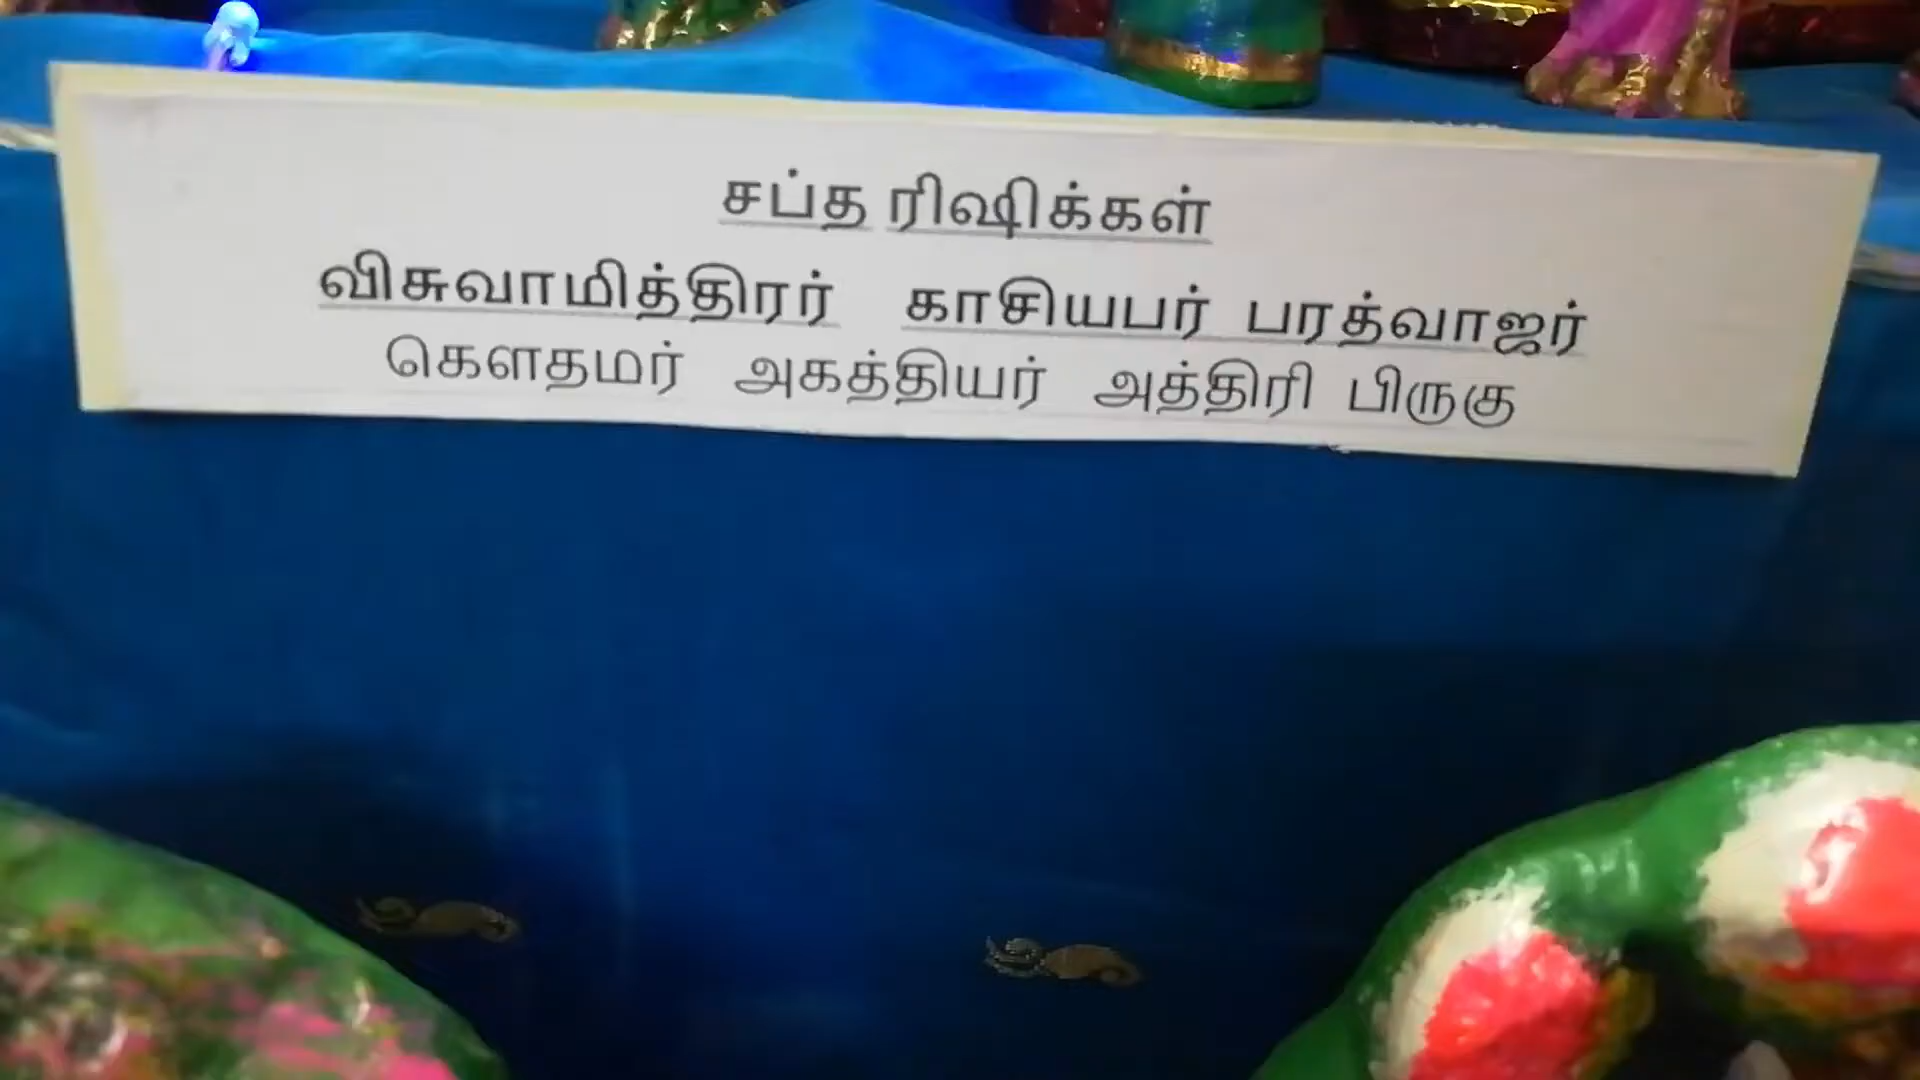 சப்த ரிஷிக்கள்
விசுவாமித்திரர் காசியபர் பரத்வாஜர்
கௌதமர் அகத்தியர் அத்திரி பிருகு